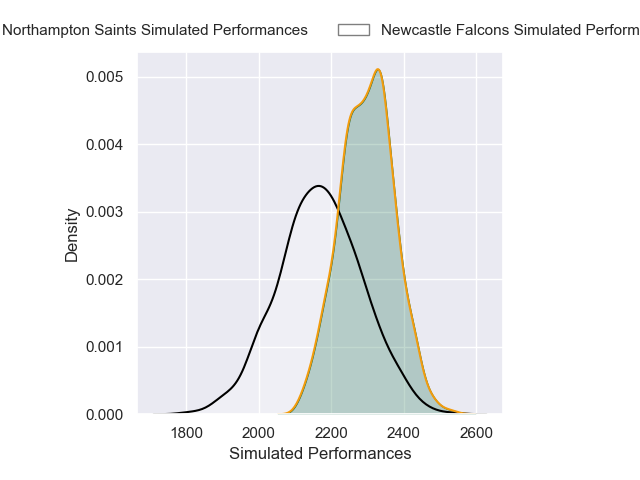 Northampton Saints Simulated Performances Newcastle Falcons Simulated Perform
0.005
0.004
0.003
0.002
0.001
0.000
Density
1800 2000 2200 2400 2600
Simulated Performances